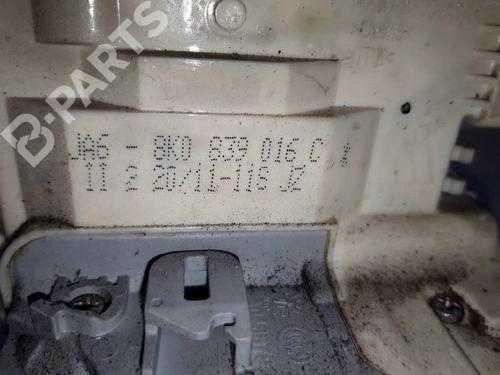 B-PARTS
JA5 - 8K0 839 016 C
11 2 20/11-11S J2